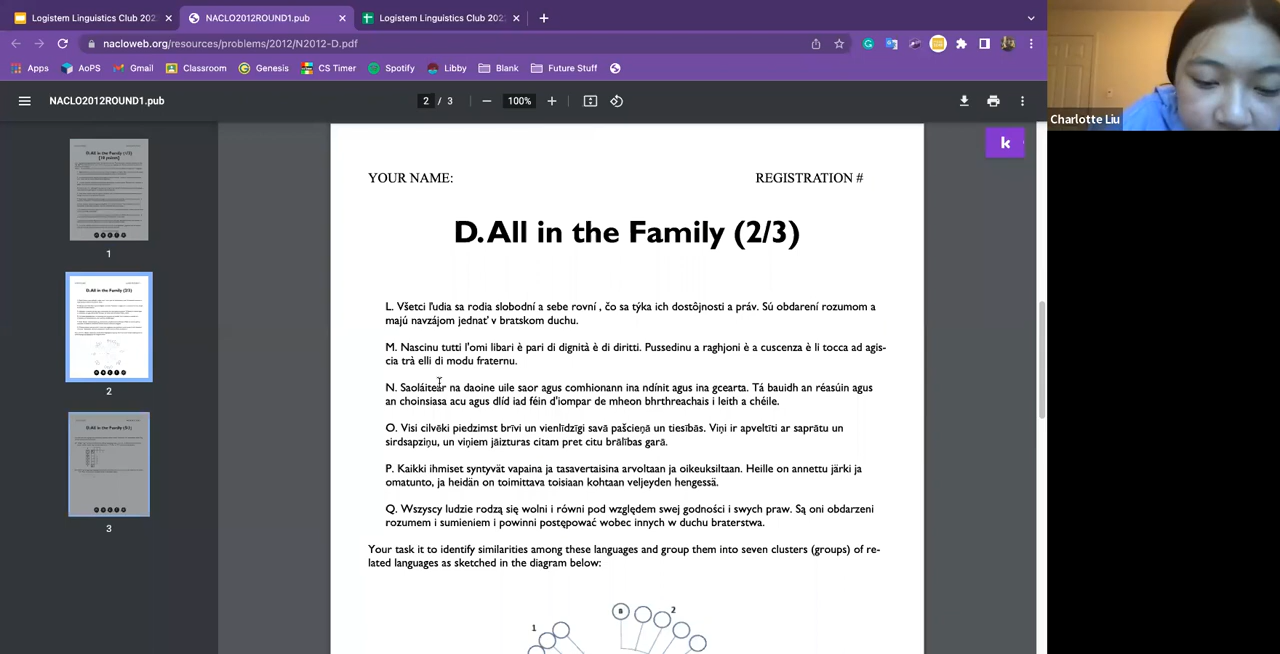 Logistem Linguistics Club 202
NACLO2012ROUND1.pub
Logistem Linguistics Club 2022
nacloweb.org/resources/problems/2012/N2012-D.pdf
Apps
AoPS
Gmail
Classroom
Genesis
CS Timer
Spotify
Libby
Blank
Future Stuff
NACLO2012ROUND1.pub
2 / 3
100%
Charlotte Liu
k
1
2
3
YOUR NAME:
REGISTRATION #
D.All in the Family (2/3)
L. Všetci ľudia sa rodia slobodní a sebe rovní , čo sa týka ich dostôjnosti a práv. Sú obdarení rozumom a
majú navzájom jednať v bratskom duchu.
M. Nascinu tutti l'omi libari è pari di dignità è di diritti. Pussedinu a raghjoni è a cuscenza è li tocca ad agis-
cia trà elli di modu fraternu.
N. Saoláitear na daoine uile saor agus comhionann ina ndínit agus ina gcearta. Tá bauidh an réasúin agus
an choinsiasa acu agus dlíd iad féin d'iompar de mheon bhrthreachais i leith a chéile.
O. Visi cilvēki piedzimst brīvi un vienlīdzīgi savā pašcieņā un tiesībās. Viņi ir apveltīti ar saprātu un
sirdsapziņu, un viņiem jāizturas citam pret citu brālības garā.
P. Kaikki ihmiset syntyvät vapaina ja tasavertaisina arvoltaan ja oikeuksiltaan. Heille on annettu järki ja
omatunto, ja heidän on toimittava toisiaan kohtaan veljeyden hengessä.
Q. Wszyscy ludzie rodzą się wolni i równi pod względem swej godności i swych praw. Są oni obdarzeni
rozumem i sumieniem i powinni postępować wobec innych w duchu braterstwa.
Your task it to identify similarities among these languages and group them into seven clusters (groups) of re-
lated languages as sketched in the diagram below:
B
2
1